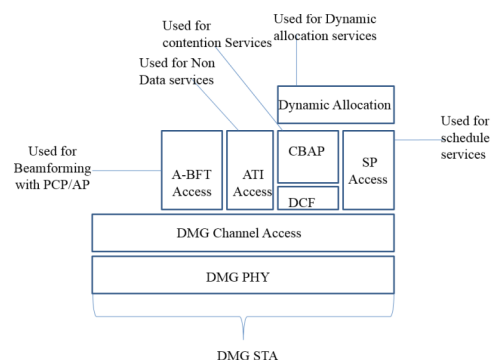 Used for Dynamic
allocation services
Used for
contention Services
Used for Non
Data services
Dynamic Allocation
Used for
schedule
services
Used for
Beamforming
with PCP/AP
A-BFT
Access
ATI
Access
CBAP
DCF
SP
Access
DMG Channel Access
DMG PHY
DMG STA